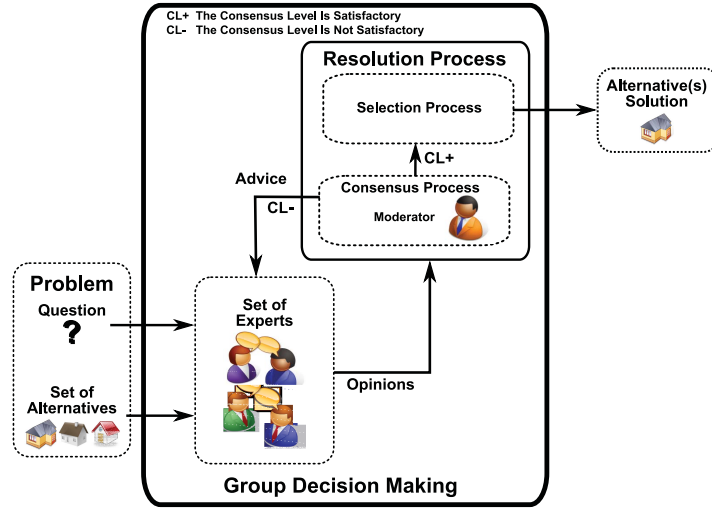 CL+ The Consensus Level Is Satisfactory
CL- The Consensus Level Is Not Satisfactory
Resolution Process
Selection Process
Alternative(s)
Solution
CL+
Advice
CL-
Consensus Process
Moderator
Problem
Question
?
Set of
Alternatives
Set of
Experts
Opinions
Group Decision Making